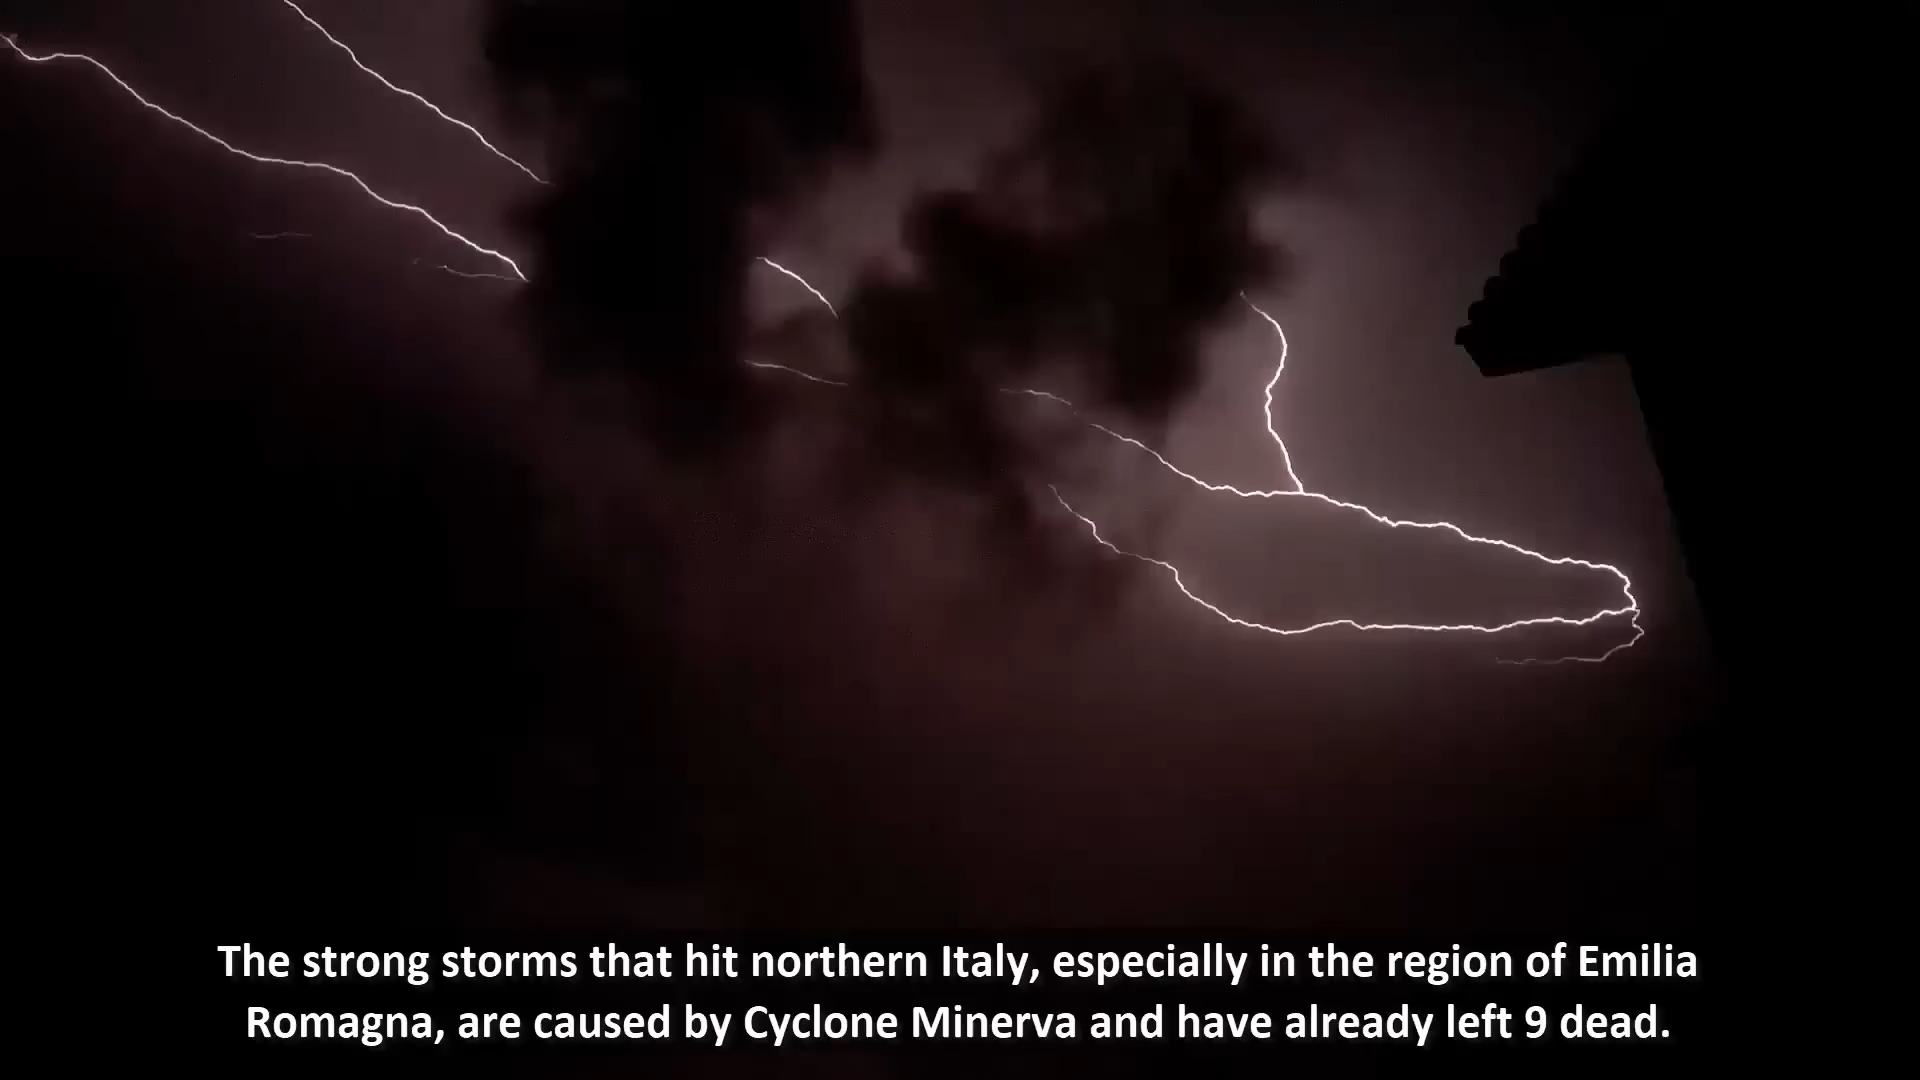 The strong storms that hit northern Italy, especially in the region of Emilia
Romagna, are caused by Cyclone Minerva and have already left 9 dead.